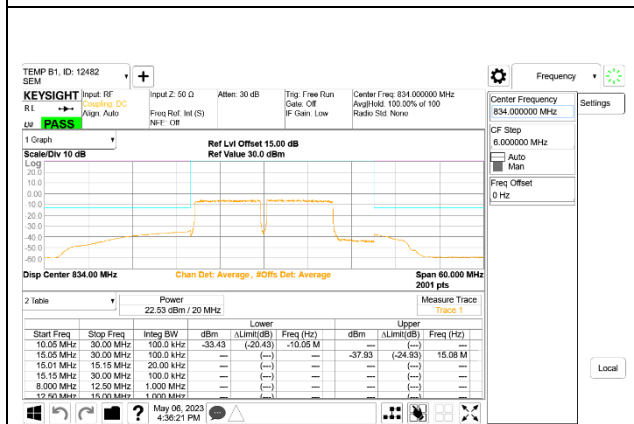 TEMP B1, ID: 12482
SEM
Frequency
KEYSIGHT Input: RF Input Z: 50 Ω Atten: 30 dB Trig: Free Run Center Freq: 834.000000 MHz
Coupling: DC Gate: Off Avg|Hold: 100.00% of 100
Align: Auto Freq Ref: Int (S) IF Gain: Low Radio Std: None
NFE: Off
PASS
Center Frequency
834.000000 MHz
Settings
CF Step
6.000000 MHz
Auto
Man
Freq Offset
0 Hz
1 Graph
Ref Lvl Offset 15.00 dB
Scale/Div 10 dB Ref Value 30.0 dBm
Log
20.0
10.0
0.00
-10.0
-20.0
-30.0
-40.0
-50.0
-60.0
Disp Center 834.00 MHz Chan Det: Average , #Offs Det: Average Span 60.000 MHz
2001 pts
2 Table Power Measure Trace
22.53 dBm / 20 MHz Trace 1
Lower Upper
Start Freq Stop Freq Integ BW dBm ΔLimit(dB) Freq (Hz) dBm ΔLimit(dB) Freq (Hz)
10.05 MHz 30.00 MHz 100.0 kHz -33.43 (-20.43) -10.05 M --- (---) ---
15.05 MHz 30.00 MHz 100.0 kHz --- (---) --- -37.93 (-24.93) 15.08 M
15.01 MHz 15.15 MHz 20.00 kHz --- (---) --- --- (---) ---
15.15 MHz 30.00 MHz 100.0 kHz --- (---) --- --- (---) ---
8.000 MHz 12.50 MHz 1.000 MHz --- (---) --- --- (---) ---
12.50 MHz 15.00 MHz 1.000 MHz --- (---) --- --- (---) ---
Local
May 06, 2023
4:36:21 PM